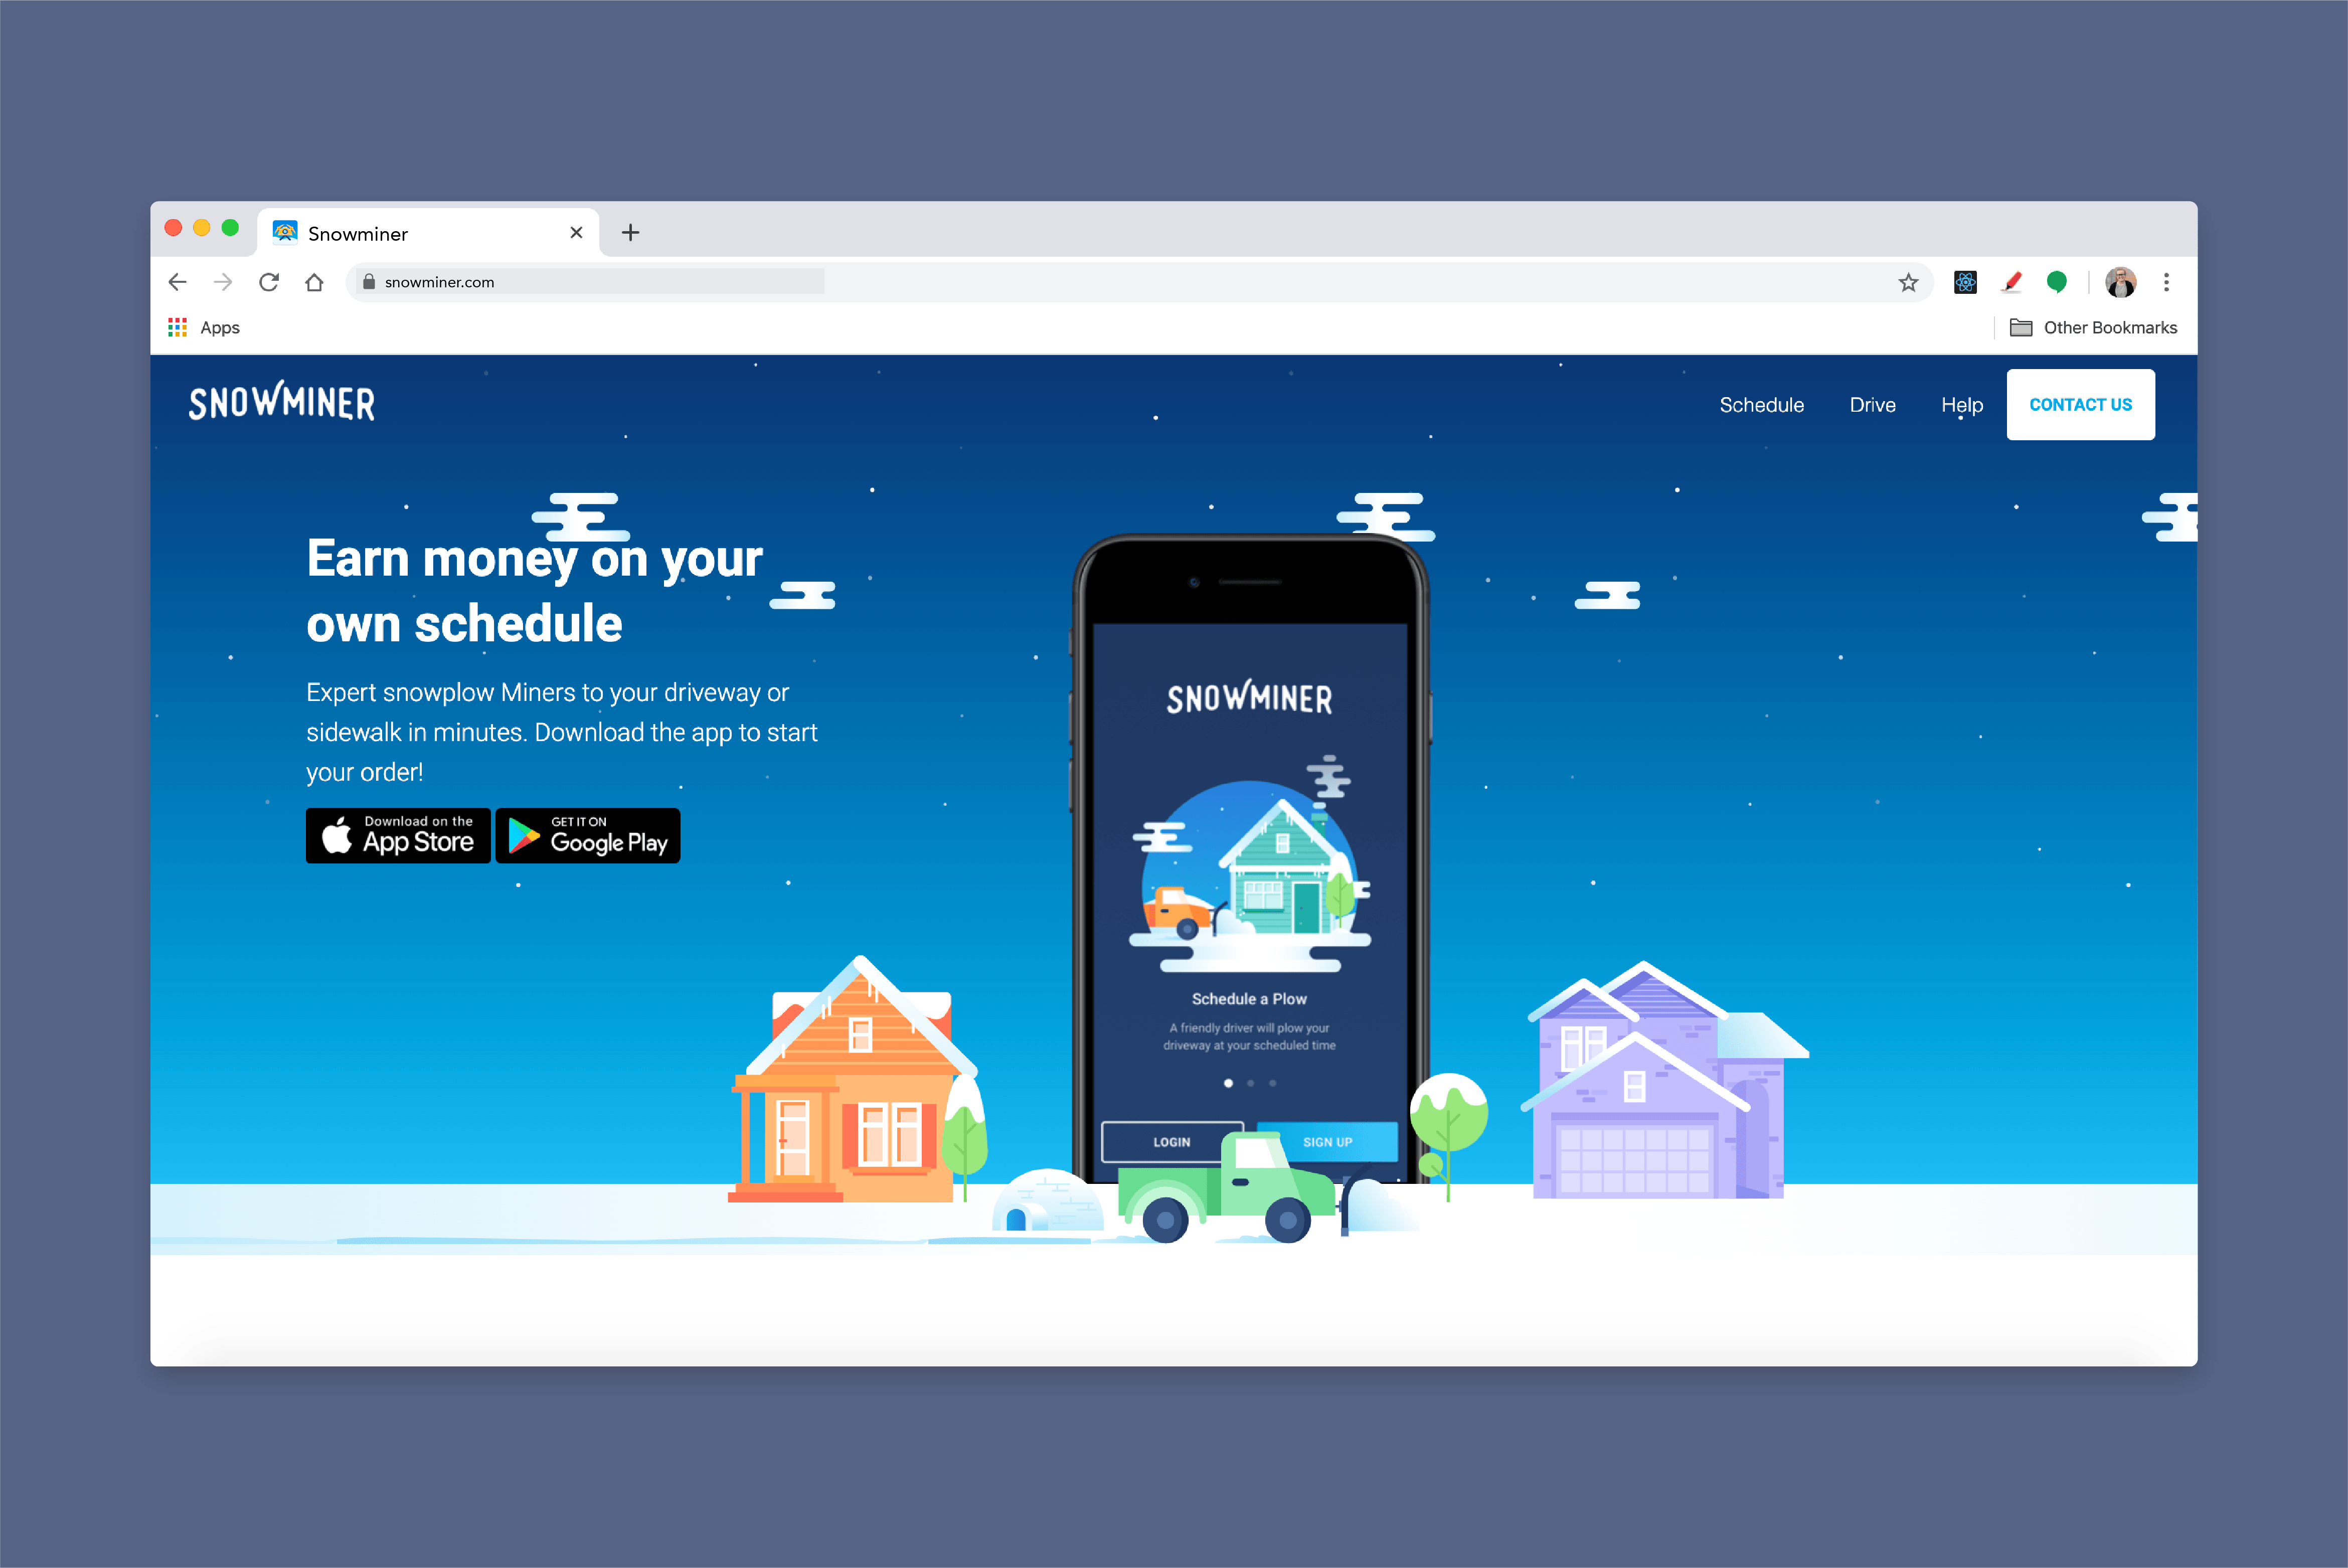 Snowminer
snowminer.com
Apps
Other Bookmarks
SNOWMINER
Schedule
Drive
Help
CONTACT US
Earn money on your
own schedule
Expert snowplow Miners to your driveway or
sidewalk in minutes. Download the app to start
your order!
Download on the
App Store
GET IT ON
Google Play
SNOWMINER
Schedule a Plow
A friendly driver will plow your
driveway at your scheduled time
LOGIN
SIGN UP